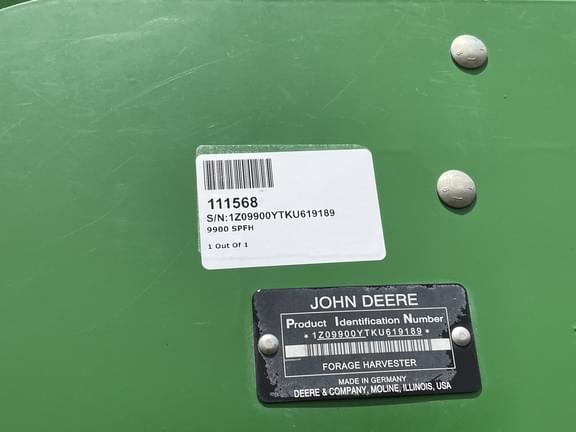 111568
S/N:1Z09900YTKU619189
9900 SPFH
1 Out Of 1
JOHN DEERE
Product Identification Number
* 1Z09900YTKU619189 *
FORAGE HARVESTER
MADE IN GERMANY
DEERE & COMPANY, MOLINE, ILLINOIS, USA